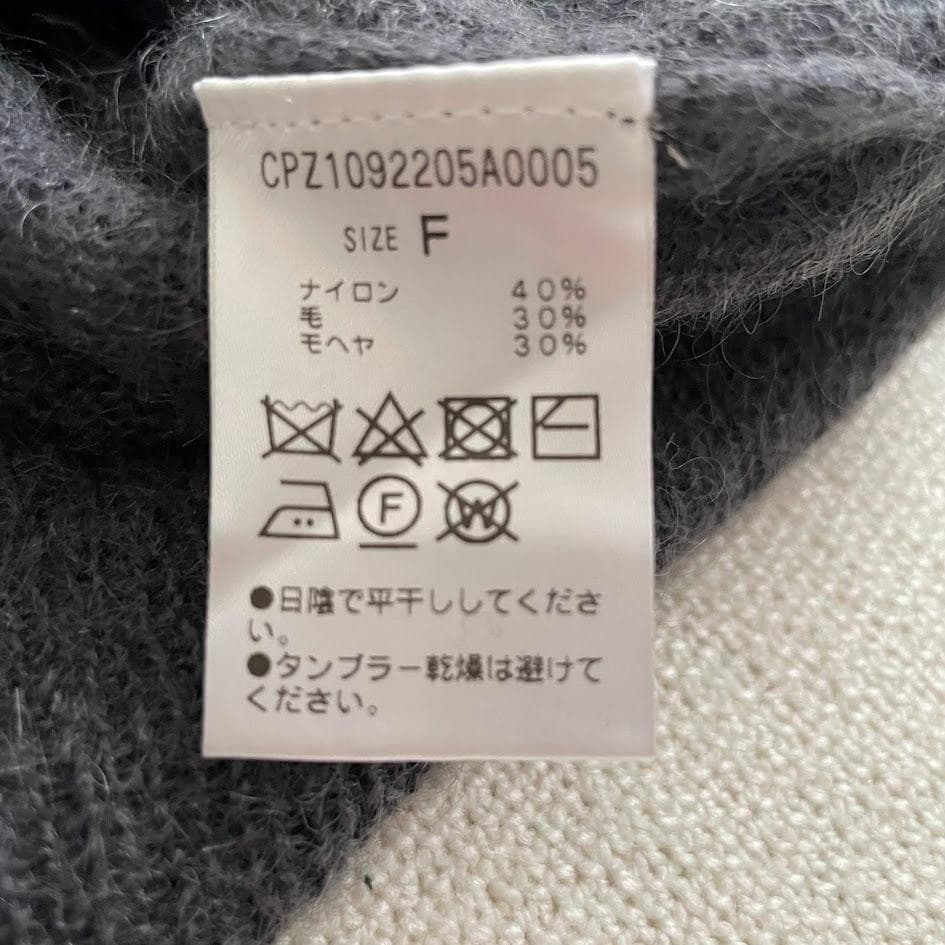 CPZ1092205A0005
SIZE F
ナイロン 40%
毛 30%
モヘヤ 30%
F W
●日陰で平干ししてくださ
い。
●タンブラー乾燥は避けて
ください。